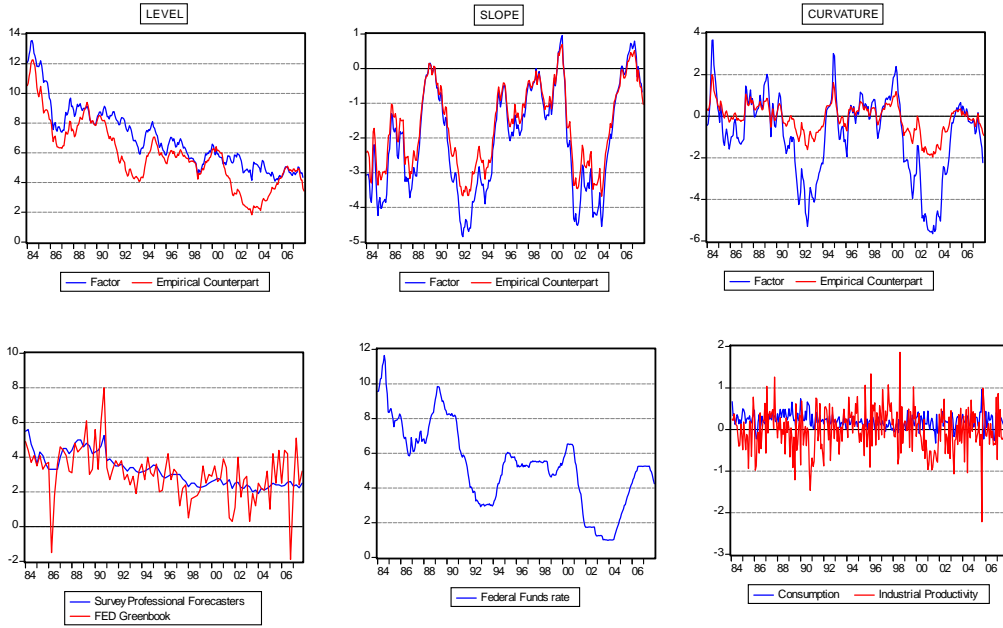 LEVEL
14
12
10
8
6
4
2
0
84 86 88 90 92 94 96 98 00 02 04 06
Factor Empirical Counterpart
SLOPE
1
0
-1
-2
-3
-4
-5
84 86 88 90 92 94 96 98 00 02 04 06
Factor Empirical Counterpart
CURVATURE
4
2
0
-2
-4
-6
84 86 88 90 92 94 96 98 00 02 04 06
Factor Empirical Counterpart
10
8
6
4
2
0
-2
84 86 88 90 92 94 96 98 00 02 04 06
Survey Professional Forecasters
FED Greenbook
12
10
8
6
4
2
0
84 86 88 90 92 94 96 98 00 02 04 06
Federal Funds rate
2
1
0
-1
-2
-3
84 86 88 90 92 94 96 98 00 02 04 06
Consumption Industrial Productivity